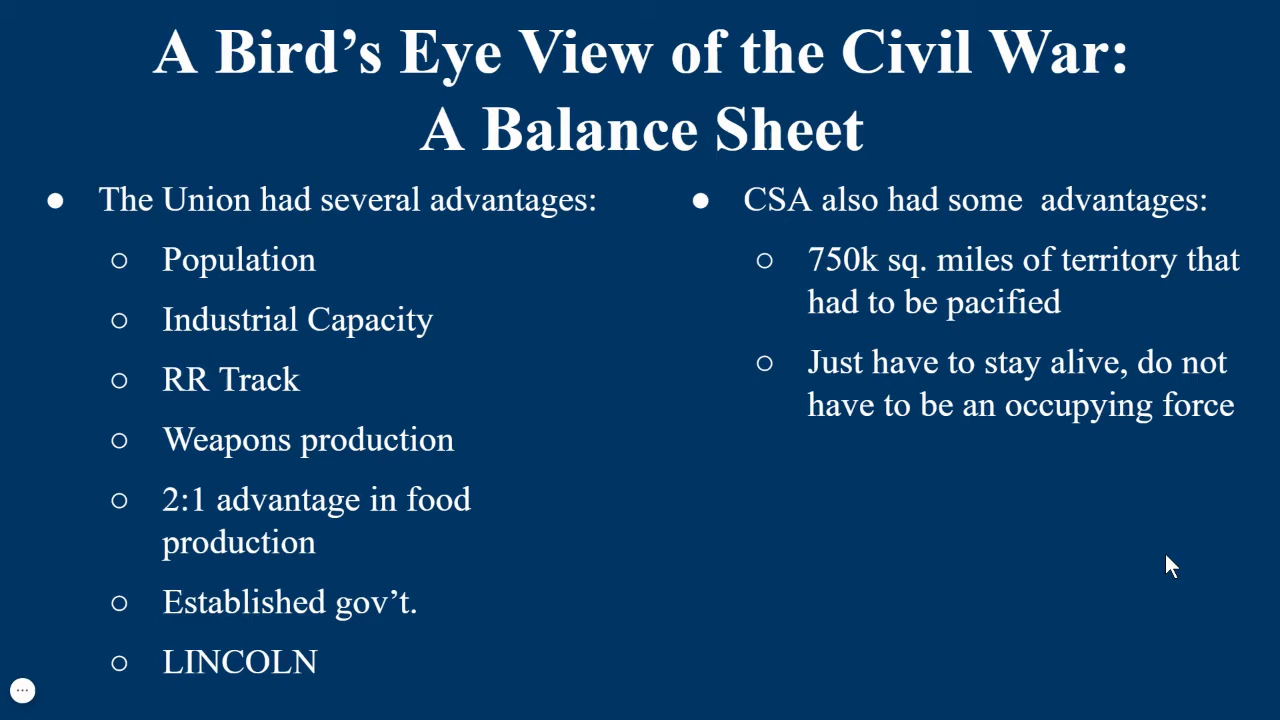 A Bird’s Eye View of the Civil War:
A Balance Sheet
● The Union had several advantages:
○ Population
○ Industrial Capacity
○ RR Track
○ Weapons production
○ 2:1 advantage in food
production
○ Established gov’t.
○ LINCOLN
● CSA also had some  advantages:
○ 750k sq. miles of territory that
had to be pacified
○ Just have to stay alive, do not
have to be an occupying force